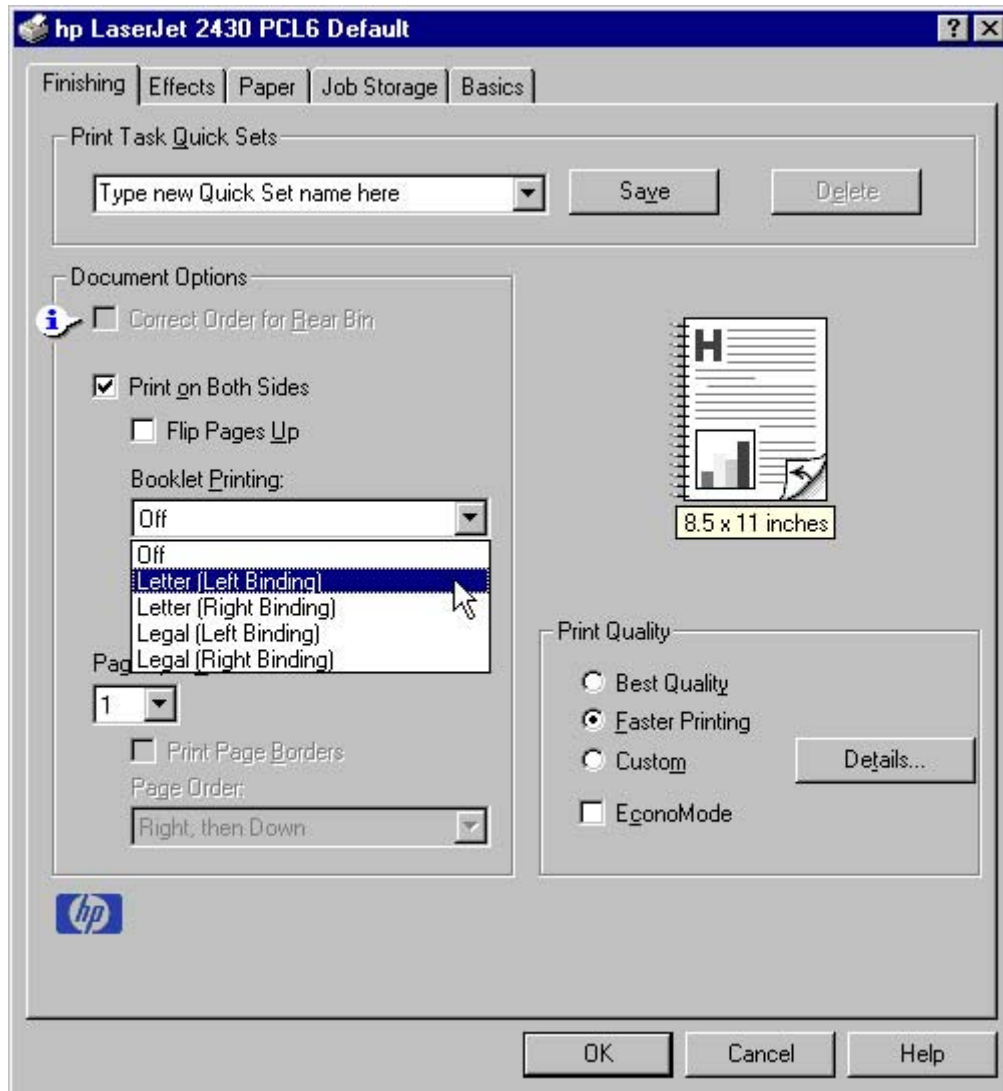 hp LaserJet 2430 PCL6 Default
Finishing Effects Paper Job Storage Basics
Print Task Quick Sets
Type new Quick Set name here Save Delete
Document Options
Correct Order for Rear Bin
Print on Both Sides
Flip Pages Up
Booklet Printing:
Off
Off
Letter (Left Binding)
Letter (Right Binding)
Legal (Left Binding)
Legal (Right Binding)
1
Print Page Borders
Page Order:
Right, then Down
H
8.5 x 11 inches
Print Quality
Best Quality
Faster Printing
Custom Details...
EconoMode
hp
OK Cancel Help